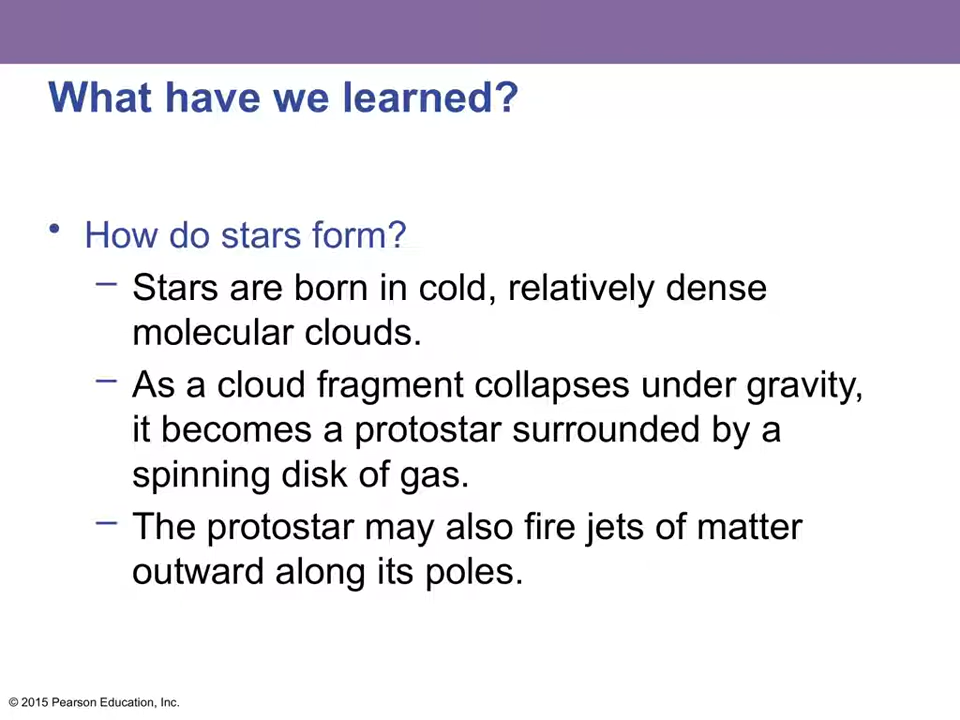 What have we learned?
• How do stars form?
– Stars are born in cold, relatively dense
molecular clouds.
– As a cloud fragment collapses under gravity,
it becomes a protostar surrounded by a
spinning disk of gas.
– The protostar may also fire jets of matter
outward along its poles.
© 2015 Pearson Education, Inc.